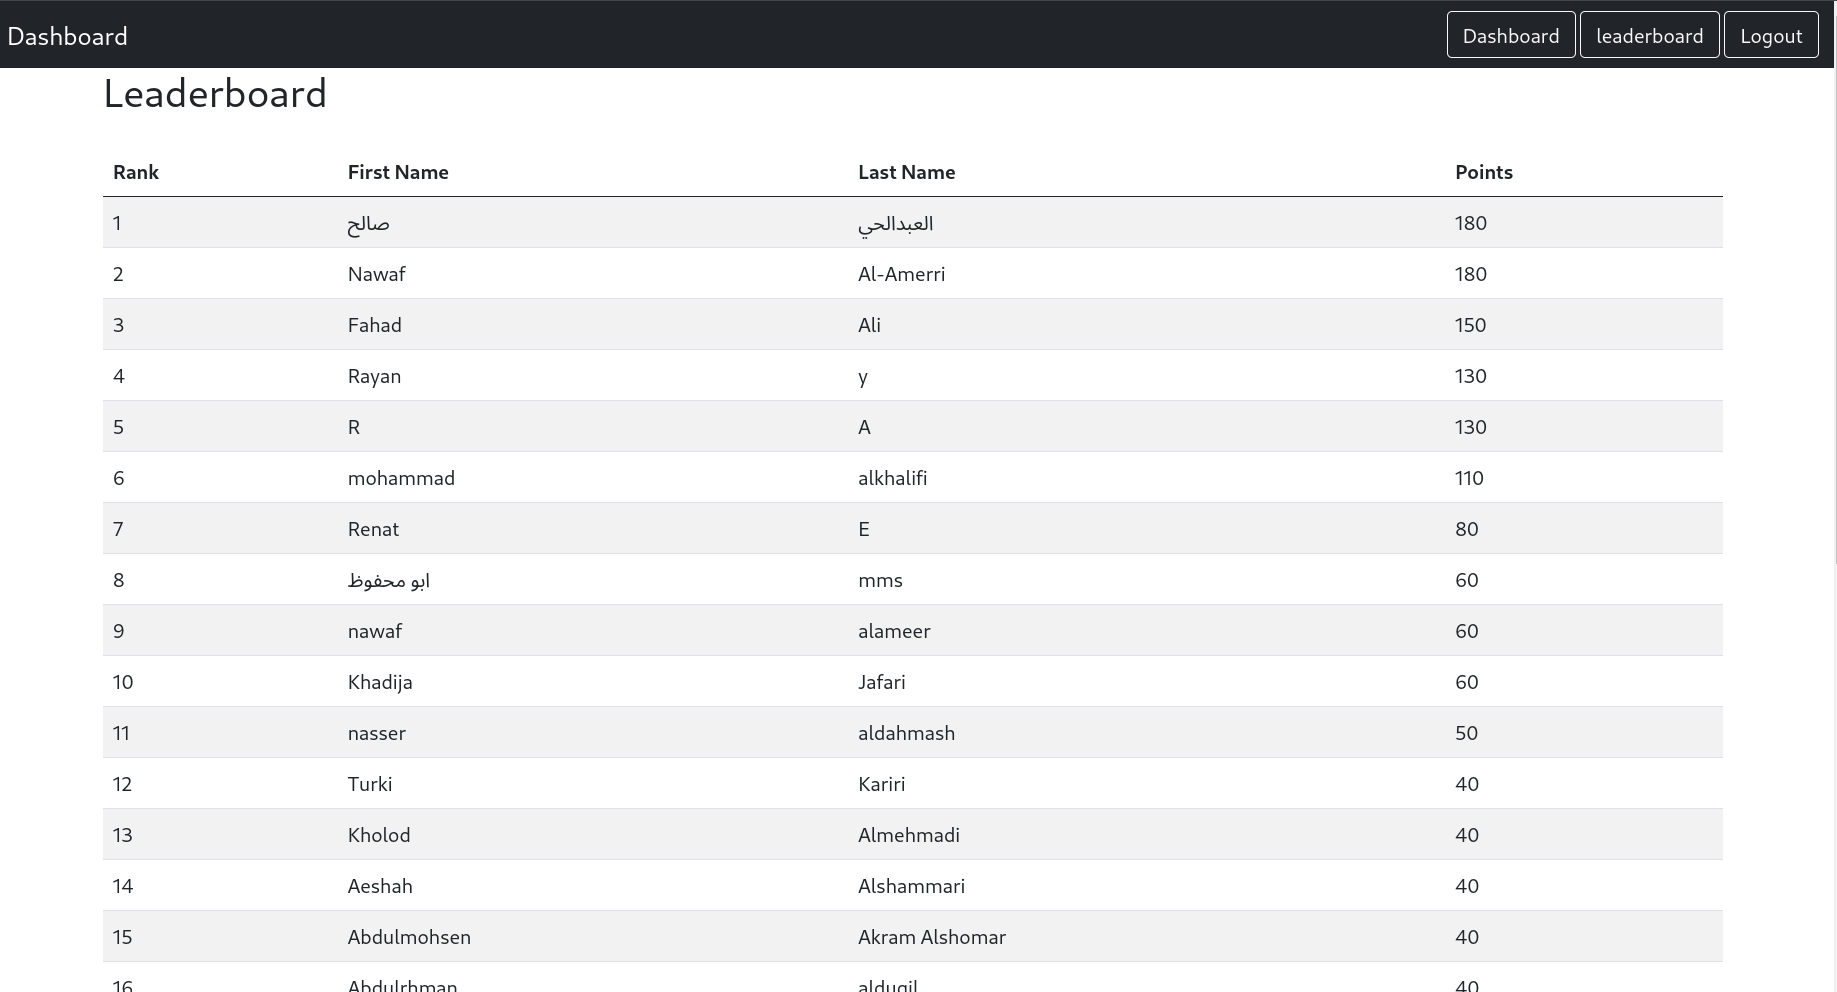 Dashboard Dashboard leaderboard Logout
Leaderboard
Rank First Name Last Name Points
1 صالح العبدالحي 180
2 Nawaf Al-Amerri 180
3 Fahad Ali 150
4 Rayan y 130
5 R A 130
6 mohammad alkhalifi 110
7 Renat E 80
8 ابو محفوظ mms 60
9 nawaf alameer 60
10 Khadija Jafari 60
11 nasser aldahmash 50
12 Turki Kariri 40
13 Kholod Almehmadi 40
14 Aeshah Alshammari 40
15 Abdulmohsen Akram Alshomar 40
16 Abdulrhman 40